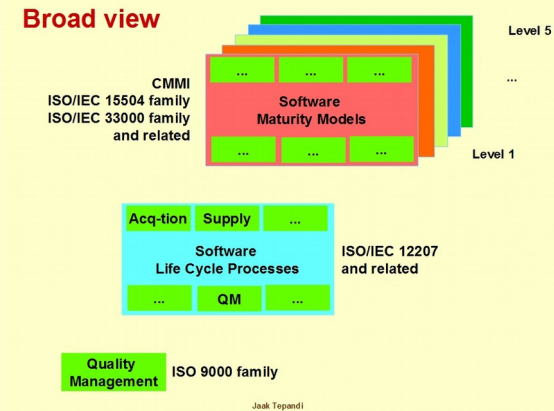 Broad view
Level 5
...
... ... ...
CMMI
ISO/IEC 15504 family
ISO/IEC 33000 family
and related
Software
Maturity Models
... ... ...
Level 1
Acq-tion Supply ...
Software
Life Cycle Processes
ISO/IEC 12207
and related
... QM ...
Quality
Management
ISO 9000 family
Jaak Tepandi